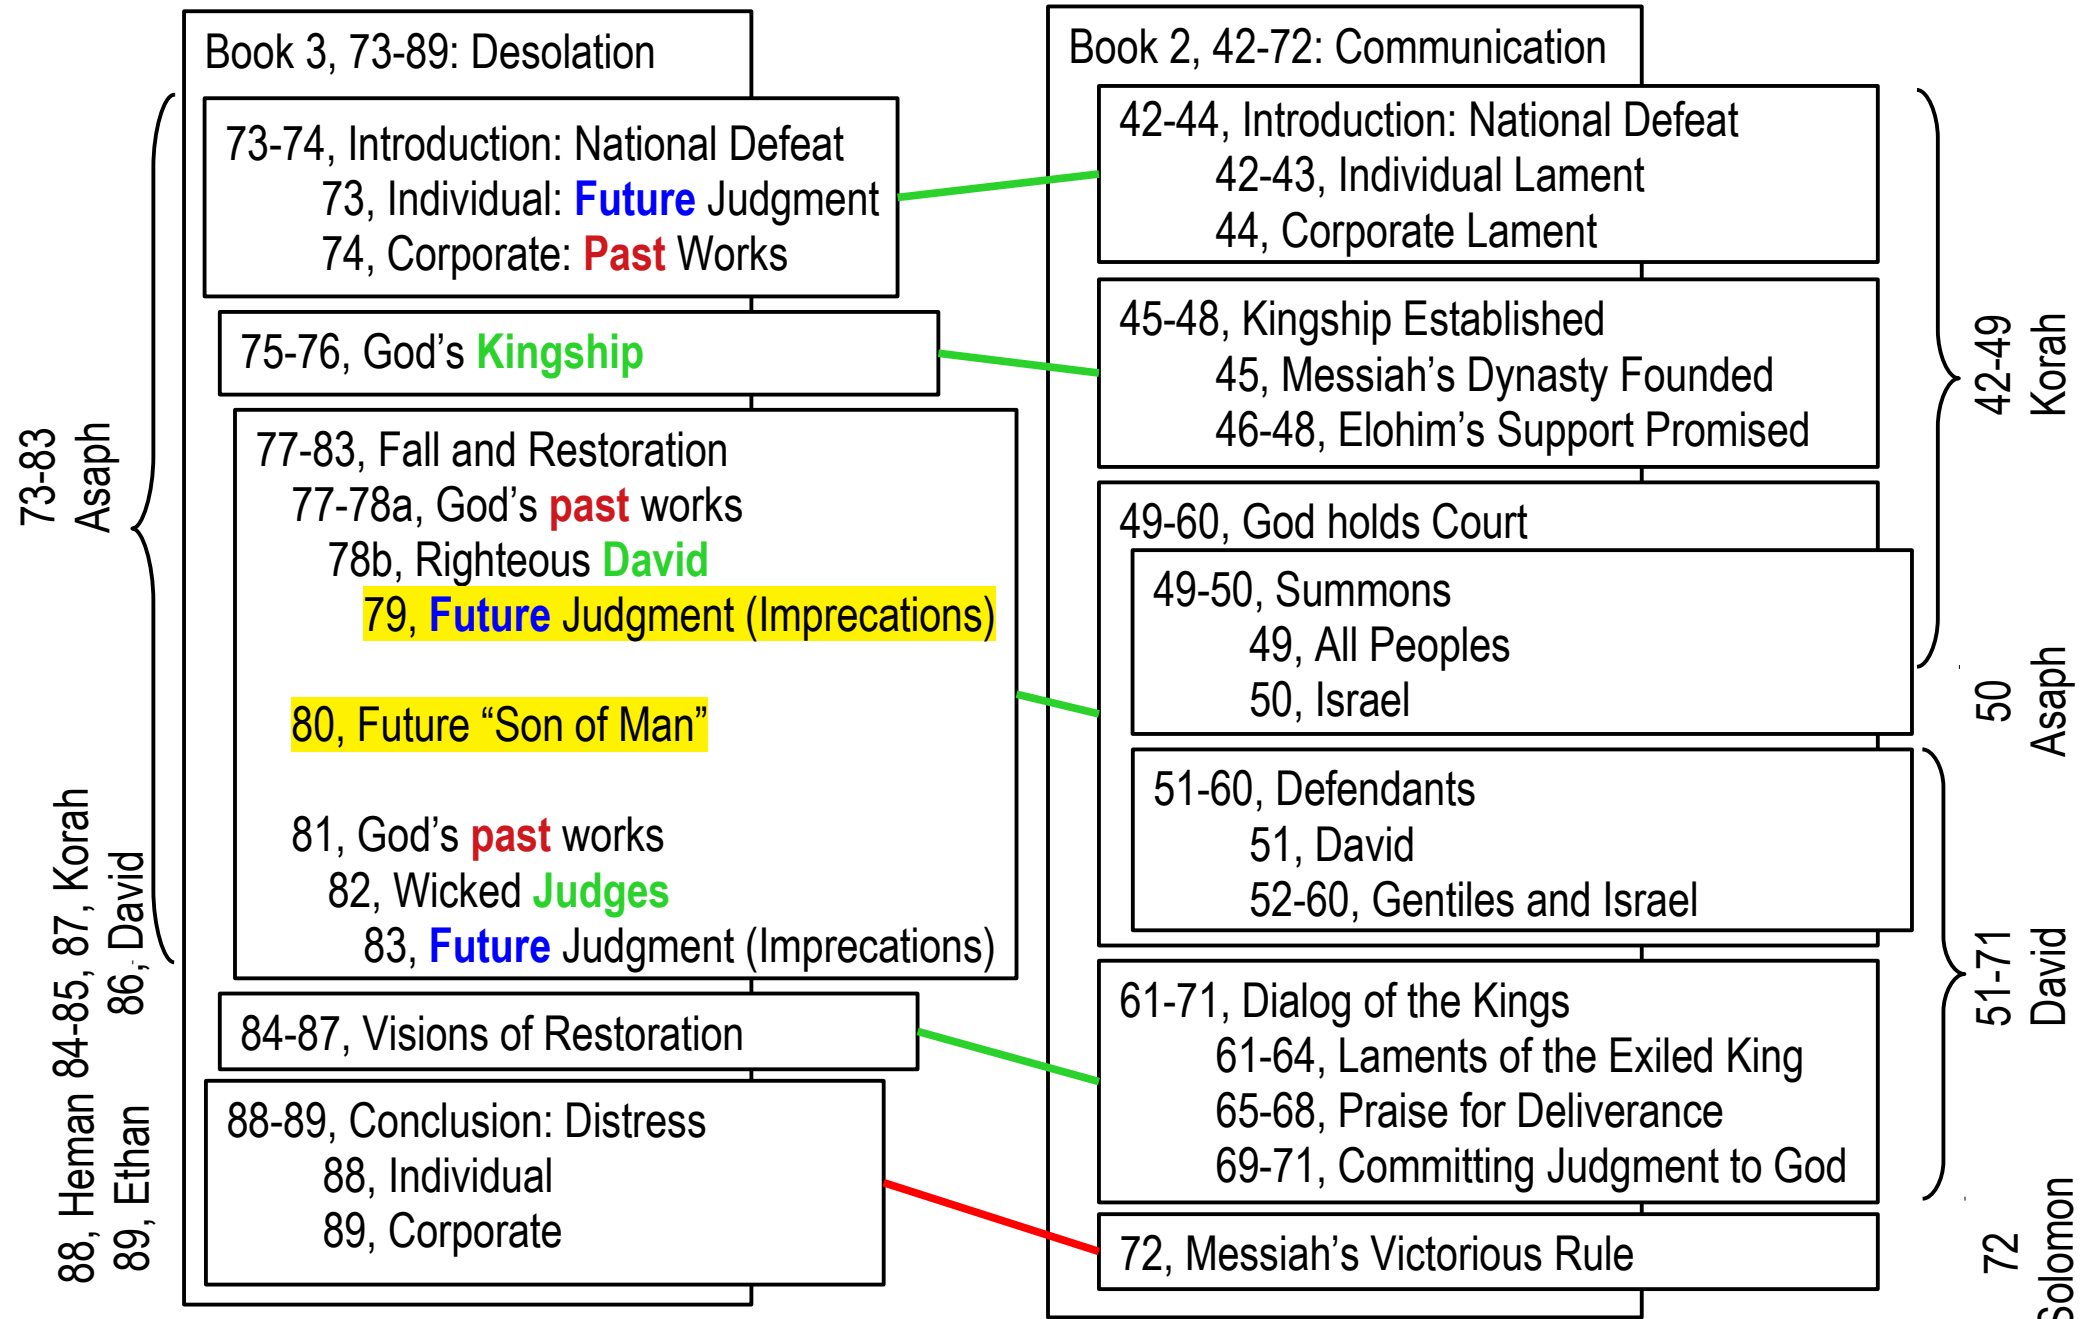 Book 3, 73-89: Desolation
73-74, Introduction: National Defeat
73, Individual: Future Judgment
74, Corporate: Past Works
75-76, God’s Kingship
77-83, Fall and Restoration
77-78a, God’s past works
78b, Righteous David
79, Future Judgment (Imprecations)
80, Future “Son of Man”
81, God’s past works
82, Wicked Judges
83, Future Judgment (Imprecations)
84-87, Visions of Restoration
88-89, Conclusion: Distress
88, Individual
89, Corporate
73-83
Asaph
84-85, 87, Korah
86, David
88, Heman
89, Ethan
Book 2, 42-72: Communication
42-44, Introduction: National Defeat
42-43, Individual Lament
44, Corporate Lament
45-48, Kingship Established
45, Messiah’s Dynasty Founded
46-48, Elohim’s Support Promised
49-60, God holds Court
49-50, Summons
49, All Peoples
50, Israel
51-60, Defendants
51, David
52-60, Gentiles and Israel
61-71, Dialog of the Kings
61-64, Laments of the Exiled King
65-68, Praise for Deliverance
69-71, Committing Judgment to God
72, Messiah’s Victorious Rule
42-49
Korah
50
Asaph
51-71
David
72
Solomon